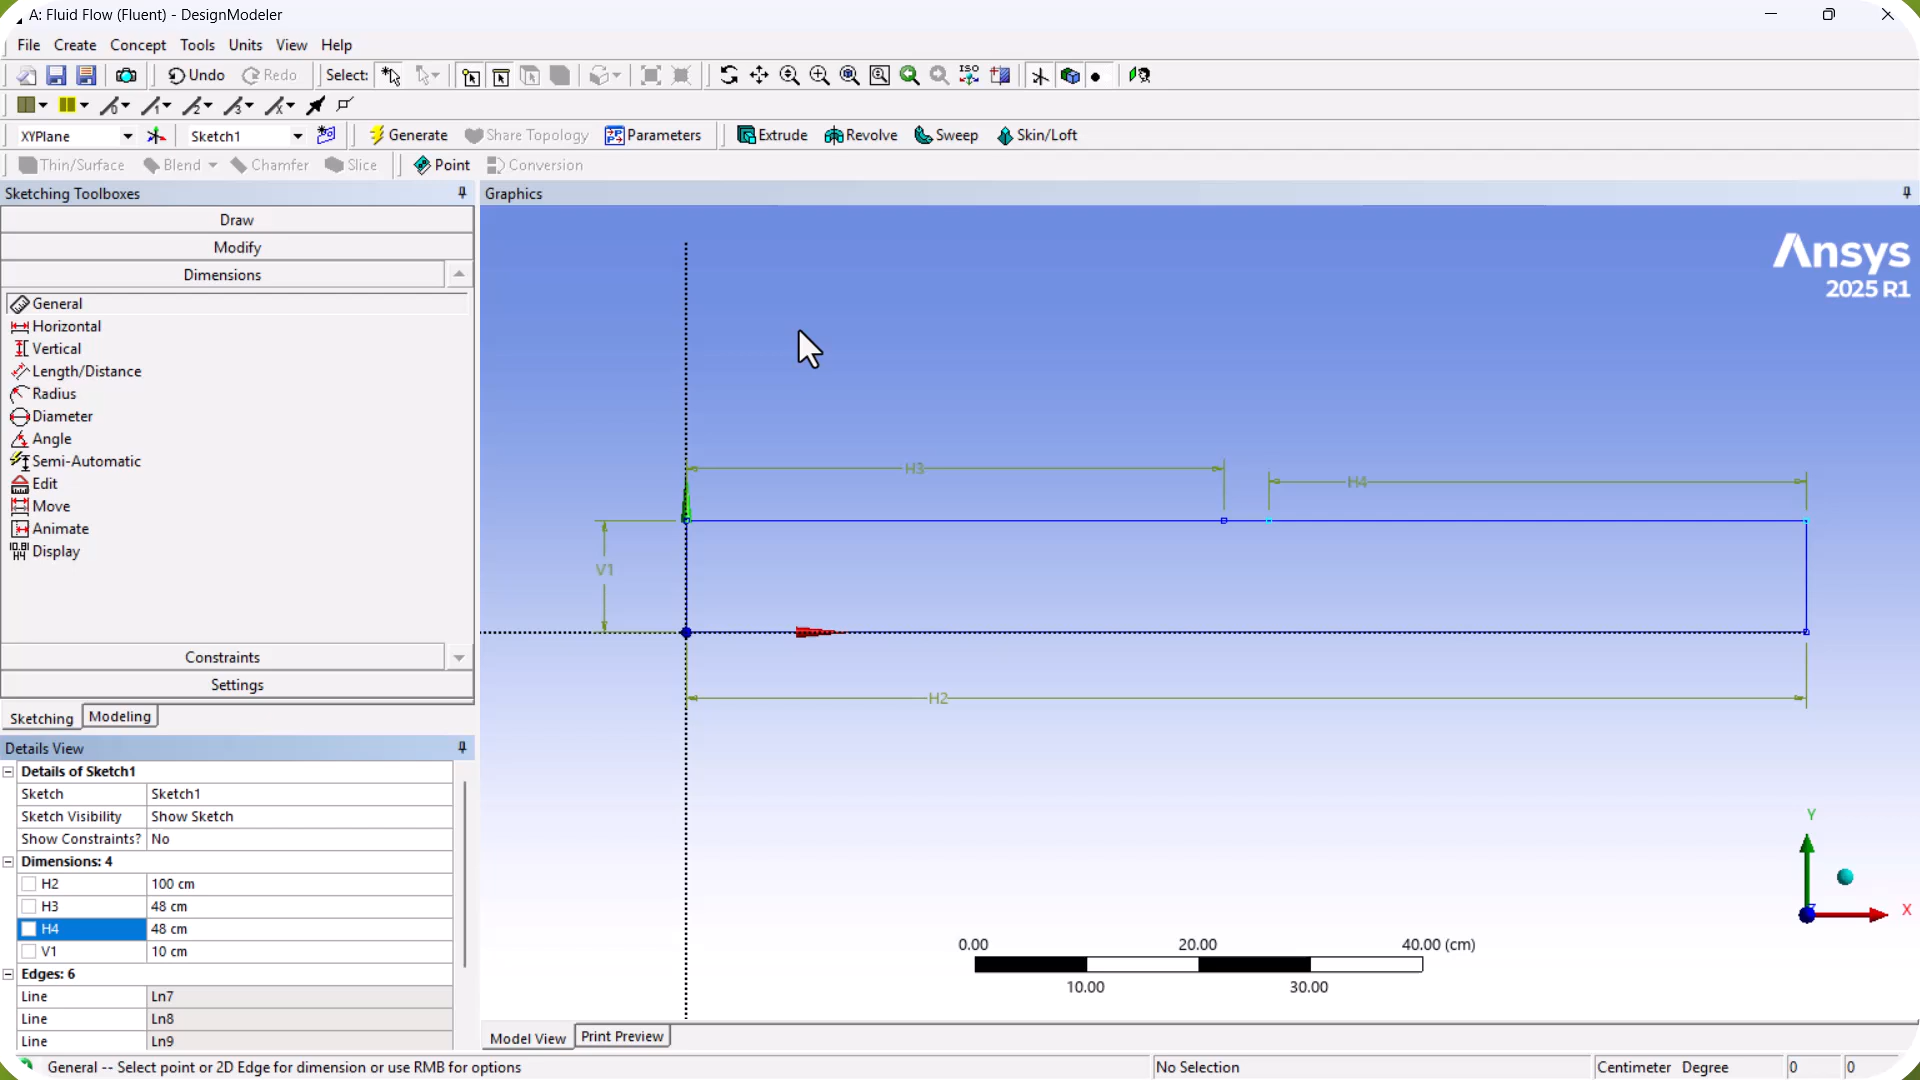 A: Fluid Flow (Fluent) - DesignModeler
File Create Concept Tools Units View Help
Undo Redo Select: ISO
XYPlane Sketch1 Generate Share Topology Parameters Extrude Revolve Sweep Skin/Loft
Thin/Surface Blend Chamfer Slice Point Conversion
Sketching Toolboxes
Draw
Modify
Dimensions
General
Horizontal
Vertical
Length/Distance
Radius
Diameter
Angle
Semi-Automatic
Edit
Move
Animate
Display
Constraints
Settings
Sketching Modeling
Details View
Details of Sketch1
Sketch Sketch1
Sketch Visibility Show Sketch
Show Constraints? No
Dimensions: 4
H2 100 cm
H3 48 cm
H4 48 cm
V1 10 cm
Edges: 6
Line Ln7
Line Ln8
Line Ln9
Graphics
Ansys
2025 R1
H3
H4
V1
H2
Y
X
0.00 20.00 40.00 (cm)
10.00 30.00
Model View Print Preview
General -- Select point or 2D Edge for dimension or use RMB for options
No Selection
Centimeter Degree 0 0